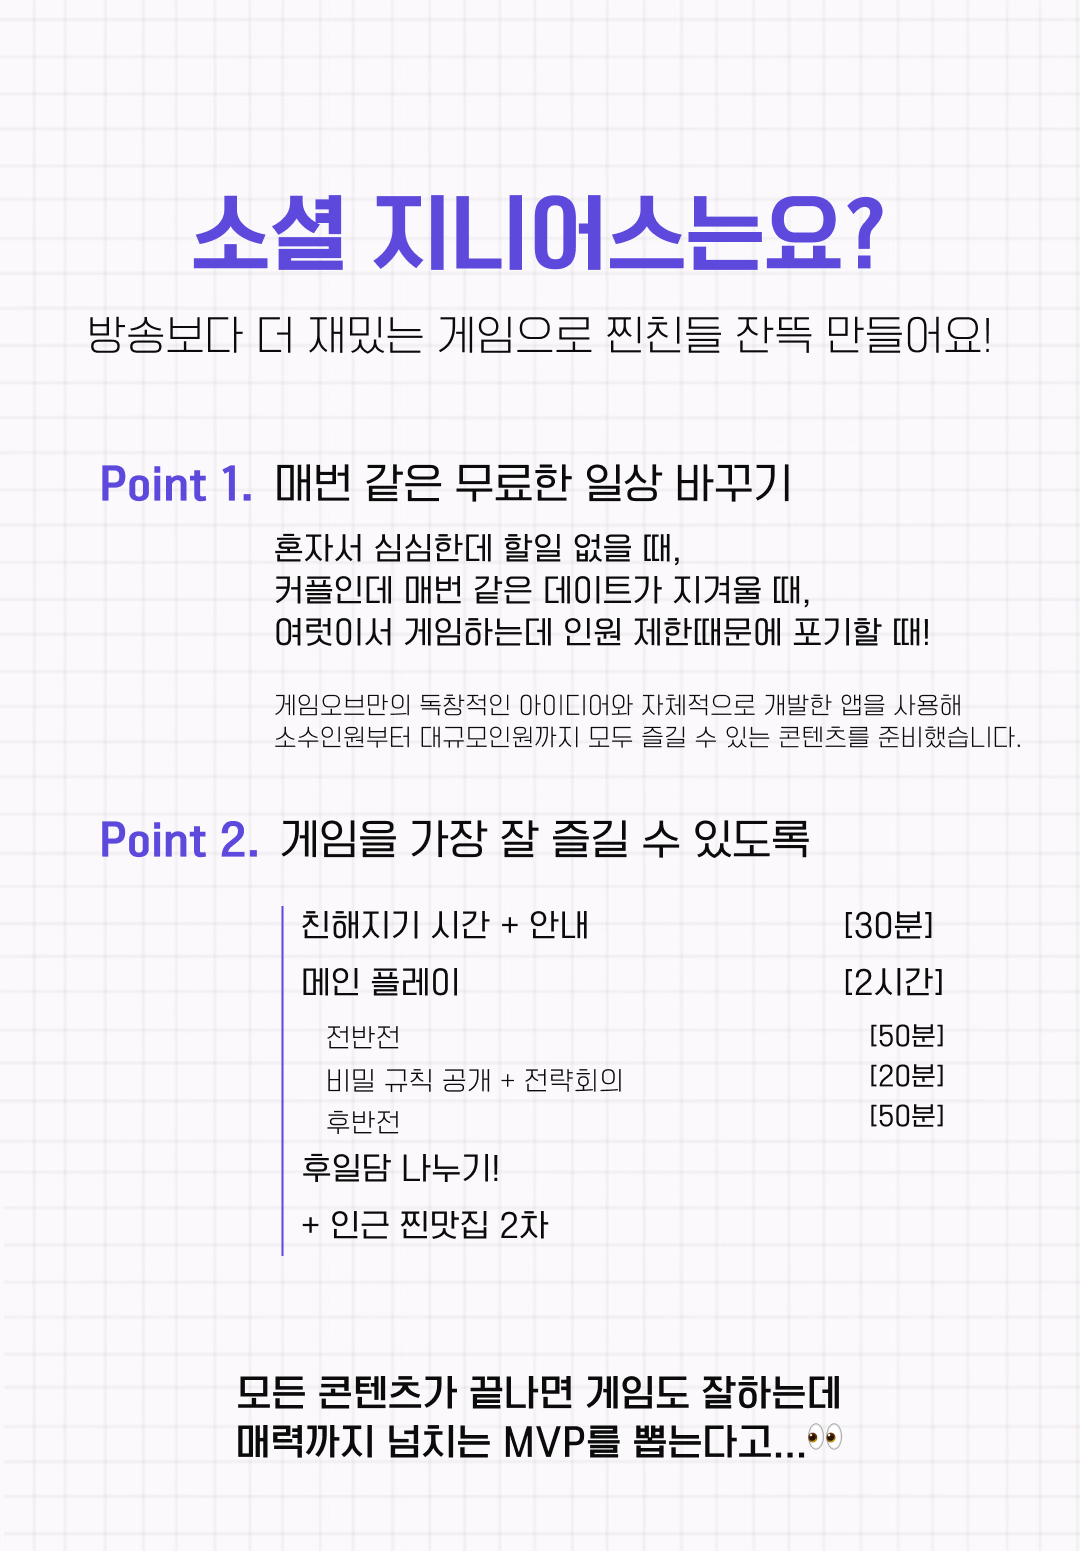 소셜 지니어스는요?
방송보다 더 재밌는 게임으로 찐친들 잔뜩 만들어요!
Point 1. 매번 같은 무료한 일상 바꾸기
혼자서 심심한데 할일 없을 때,
커플인데 매번 같은 데이트가 지겨울 때,
여럿이서 게임하는데 인원 제한때문에 포기할 때!
게임오브만의 독창적인 아이디어와 자체적으로 개발한 앱을 사용해
소수인원부터 대규모인원까지 모두 즐길 수 있는 콘텐츠를 준비했습니다.
Point 2. 게임을 가장 잘 즐길 수 있도록
친해지기 시간 + 안내 [30분]
메인 플레이 [2시간]
전반전 [50분]
비밀 규칙 공개 + 전략회의 [20분]
후반전 [50분]
후일담 나누기!
+ 인근 찐맛집 2차
모든 콘텐츠가 끝나면 게임도 잘하는데
매력까지 넘치는 MVP를 뽑는다고...👀